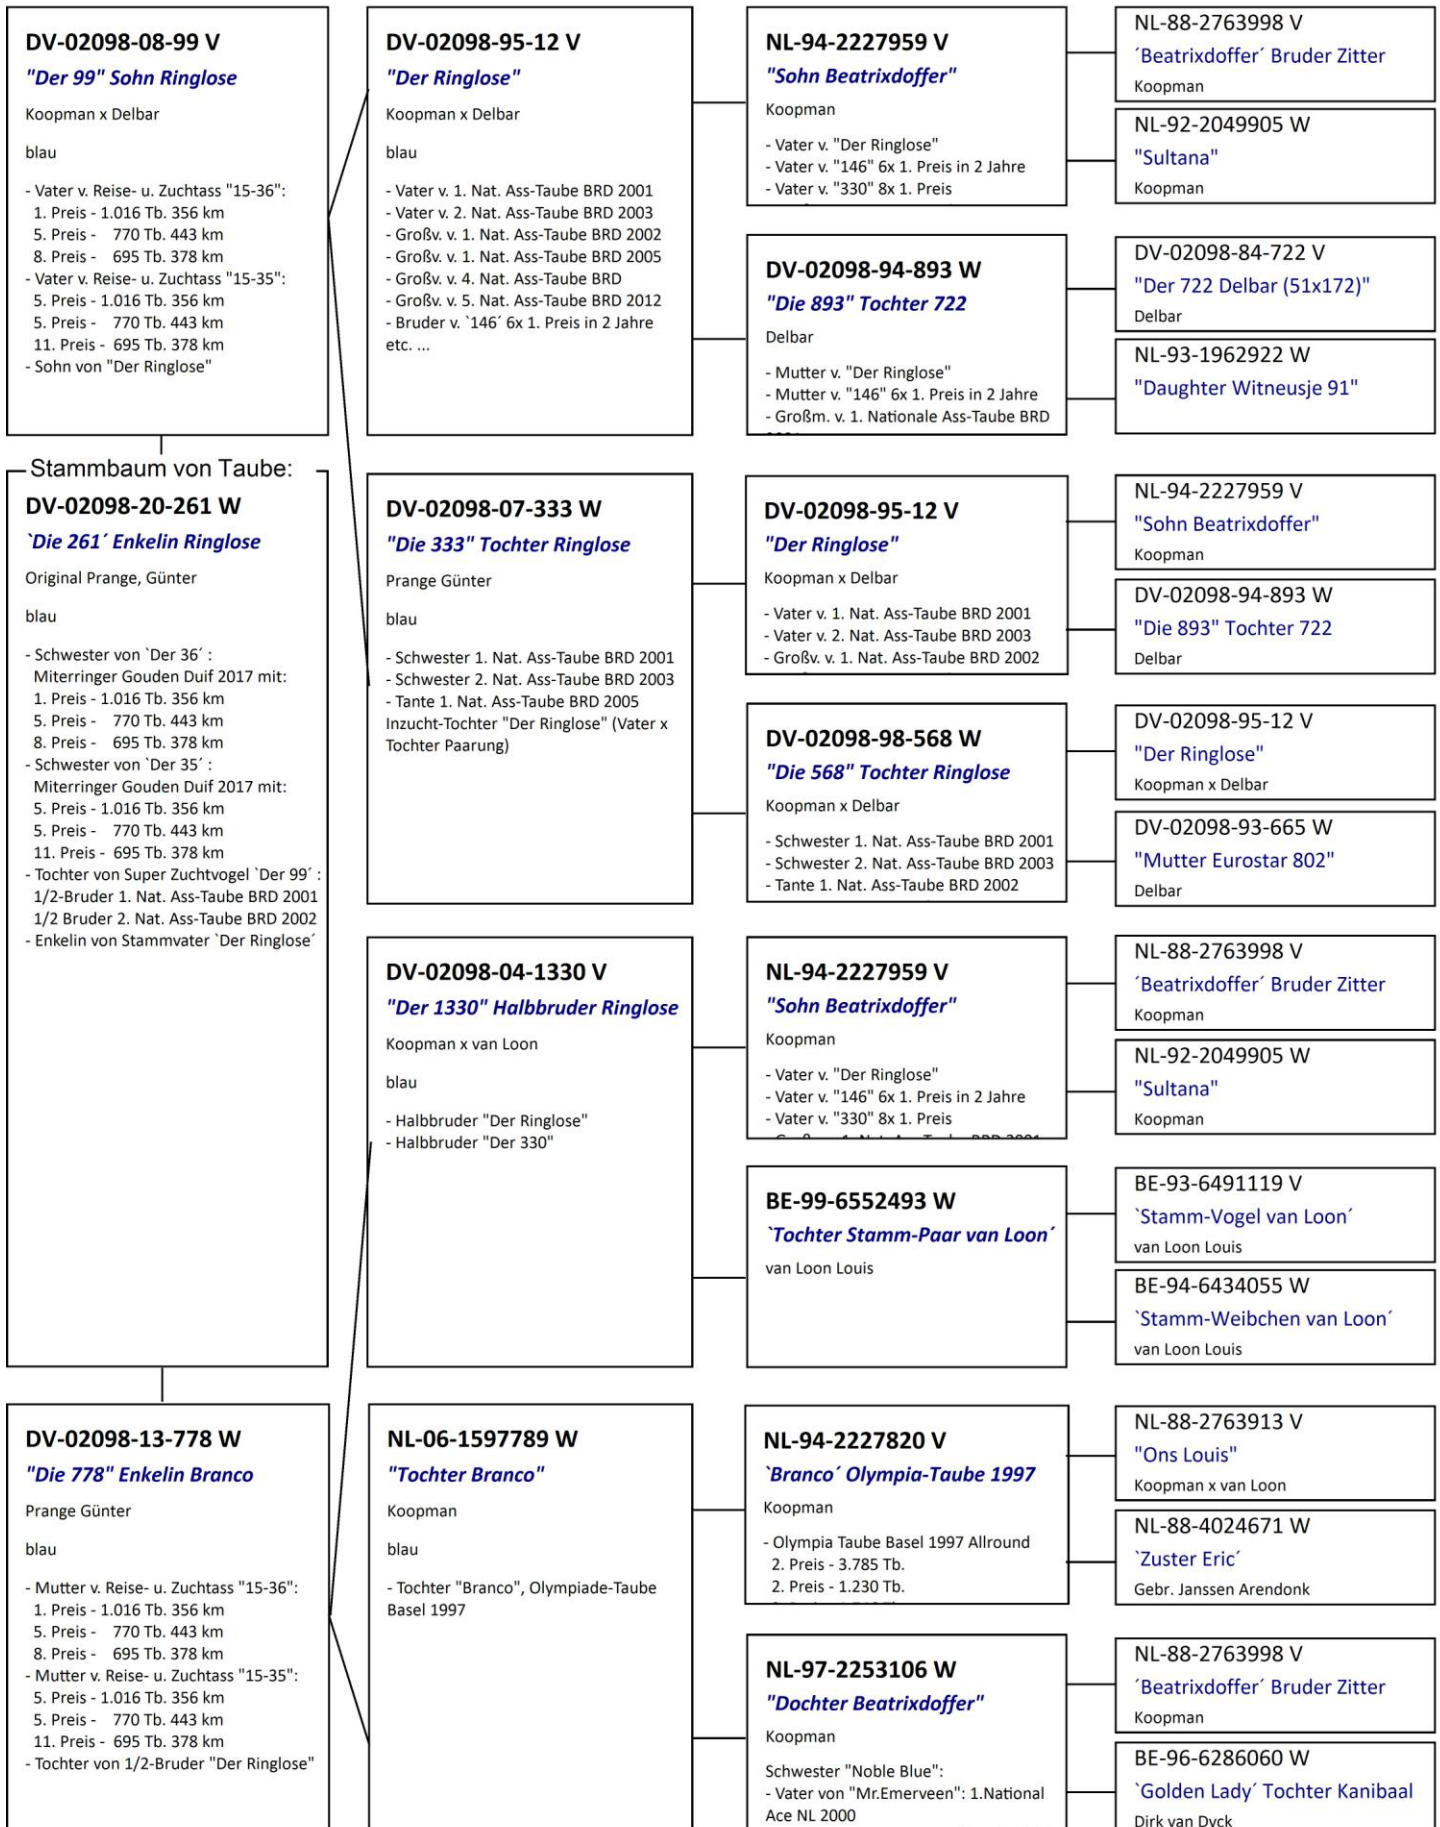 DV-02098-08-99 V
"Der 99" Sohn Ringlose
Koopman x Delbar
blau
- Vater v. Reise- u. Zuchtass "15-36":
1. Preis - 1.016 Tb. 356 km
5. Preis - 770 Tb. 443 km
8. Preis - 695 Tb. 378 km
- Vater v. Reise- u. Zuchtass "15-35":
5. Preis - 1.016 Tb. 356 km
5. Preis - 770 Tb. 443 km
11. Preis - 695 Tb. 378 km
- Sohn von "Der Ringlose"
Stammbaum von Taube:
DV-02098-20-261 W
`Die 261´ Enkelin Ringlose
Original Prange, Günter
blau
- Schwester von `Der 36´ :
Miterringer Gouden Duif 2017 mit:
1. Preis - 1.016 Tb. 356 km
5. Preis - 770 Tb. 443 km
8. Preis - 695 Tb. 378 km
- Schwester von `Der 35´ :
Miterringer Gouden Duif 2017 mit:
5. Preis - 1.016 Tb. 356 km
5. Preis - 770 Tb. 443 km
11. Preis - 695 Tb. 378 km
- Tochter von Super Zuchtvogel `Der 99´ :
1/2-Bruder 1. Nat. Ass-Taube BRD 2001
1/2 Bruder 2. Nat. Ass-Taube BRD 2002
- Enkelin von Stammvater `Der Ringlose´
DV-02098-13-778 W
"Die 778" Enkelin Branco
Prange Günter
blau
- Mutter v. Reise- u. Zuchtass "15-36":
1. Preis - 1.016 Tb. 356 km
5. Preis - 770 Tb. 443 km
8. Preis - 695 Tb. 378 km
- Mutter v. Reise- u. Zuchtass "15-35":
5. Preis - 1.016 Tb. 356 km
5. Preis - 770 Tb. 443 km
11. Preis - 695 Tb. 378 km
- Tochter von 1/2-Bruder "Der Ringlose"
DV-02098-95-12 V
"Der Ringlose"
Koopman x Delbar
blau
- Vater v. 1. Nat. Ass-Taube BRD 2001
- Vater v. 2. Nat. Ass-Taube BRD 2003
- Großv. v. 1. Nat. Ass-Taube BRD 2002
- Großv. v. 1. Nat. Ass-Taube BRD 2005
- Großv. v. 4. Nat. Ass-Taube BRD
- Großv. v. 5. Nat. Ass-Taube BRD 2012
- Bruder v. `146´ 6x 1. Preis in 2 Jahre
etc. ...
DV-02098-07-333 W
"Die 333" Tochter Ringlose
Prange Günter
blau
- Schwester 1. Nat. Ass-Taube BRD 2001
- Schwester 2. Nat. Ass-Taube BRD 2003
- Tante 1. Nat. Ass-Taube BRD 2005
Inzucht-Tochter "Der Ringlose" (Vater x
Tochter Paarung)
DV-02098-04-1330 V
"Der 1330" Halbbruder Ringlose
Koopman x van Loon
blau
- Halbbruder "Der Ringlose"
- Halbbruder "Der 330"
NL-06-1597789 W
"Tochter Branco"
Koopman
blau
- Tochter "Branco", Olympiade-Taube
Basel 1997
NL-94-2227959 V
"Sohn Beatrixdoffer"
Koopman
- Vater v. "Der Ringlose"
- Vater v. "146" 6x 1. Preis in 2 Jahre
- Vater v. "330" 8x 1. Preis
DV-02098-94-893 W
"Die 893" Tochter 722
Delbar
- Mutter v. "Der Ringlose"
- Mutter v. "146" 6x 1. Preis in 2 Jahre
- Großm. v. 1. Nationale Ass-Taube BRD
DV-02098-95-12 V
"Der Ringlose"
Koopman x Delbar
- Vater v. 1. Nat. Ass-Taube BRD 2001
- Vater v. 2. Nat. Ass-Taube BRD 2003
- Großv. v. 1. Nat. Ass-Taube BRD 2002
DV-02098-98-568 W
"Die 568" Tochter Ringlose
Koopman x Delbar
- Schwester 1. Nat. Ass-Taube BRD 2001
- Schwester 2. Nat. Ass-Taube BRD 2003
- Tante 1. Nat. Ass-Taube BRD 2002
NL-94-2227959 V
"Sohn Beatrixdoffer"
Koopman
- Vater v. "Der Ringlose"
- Vater v. "146" 6x 1. Preis in 2 Jahre
- Vater v. "330" 8x 1. Preis
BE-99-6552493 W
`Tochter Stamm-Paar van Loon´
van Loon Louis
NL-94-2227820 V
`Branco´ Olympia-Taube 1997
Koopman
- Olympia Taube Basel 1997 Allround
2. Preis - 3.785 Tb.
2. Preis - 1.230 Tb.
NL-97-2253106 W
"Dochter Beatrixdoffer"
Koopman
Schwester "Noble Blue":
- Vater von "Mr.Emerveen": 1.National
Ace NL 2000
NL-88-2763998 V
´Beatrixdoffer´ Bruder Zitter
Koopman
NL-92-2049905 W
"Sultana"
Koopman
DV-02098-84-722 V
"Der 722 Delbar (51x172)"
Delbar
NL-93-1962922 W
"Daughter Witneusje 91"
NL-94-2227959 V
"Sohn Beatrixdoffer"
Koopman
DV-02098-94-893 W
"Die 893" Tochter 722
Delbar
DV-02098-95-12 V
"Der Ringlose"
Koopman x Delbar
DV-02098-93-665 W
"Mutter Eurostar 802"
Delbar
NL-88-2763998 V
´Beatrixdoffer´ Bruder Zitter
Koopman
NL-92-2049905 W
"Sultana"
Koopman
BE-93-6491119 V
`Stamm-Vogel van Loon´
van Loon Louis
BE-94-6434055 W
`Stamm-Weibchen van Loon´
van Loon Louis
NL-88-2763913 V
"Ons Louis"
Koopman x van Loon
NL-88-4024671 W
`Zuster Eric´
Gebr. Janssen Arendonk
NL-88-2763998 V
´Beatrixdoffer´ Bruder Zitter
Koopman
BE-96-6286060 W
`Golden Lady´ Tochter Kanibaal
Dirk van Dyck